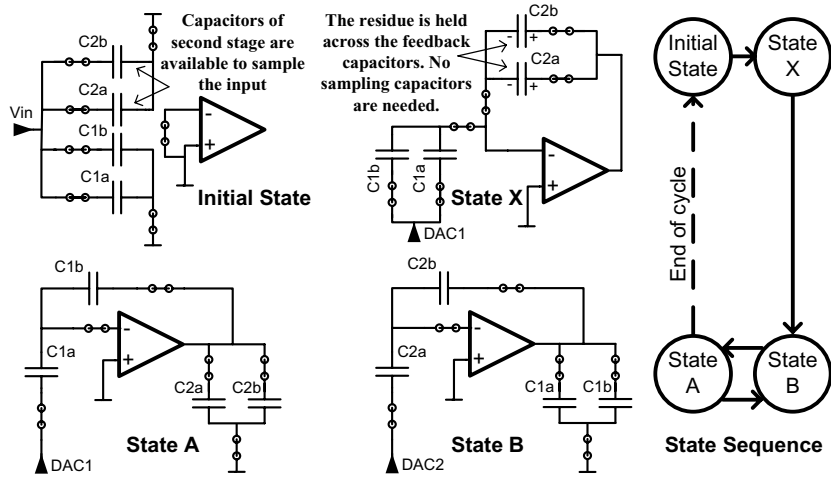 C2b
Capacitors of
second stage are
available to sample
the input
C2a
Vin
C1b
C1a
-
+
Initial State
The residue is held
across the feedback
capacitors. No
sampling capacitors
are needed.
C2b
- +
C2a
- +
C1b
C1a
-
+
State X
DAC1
Initial
State
State
X
End of cycle
State
A
State
B
State Sequence
C1b
C1a
-
+
C2a
C2b
State A
DAC1
C2b
C2a
-
+
C1a
C1b
State B
DAC2